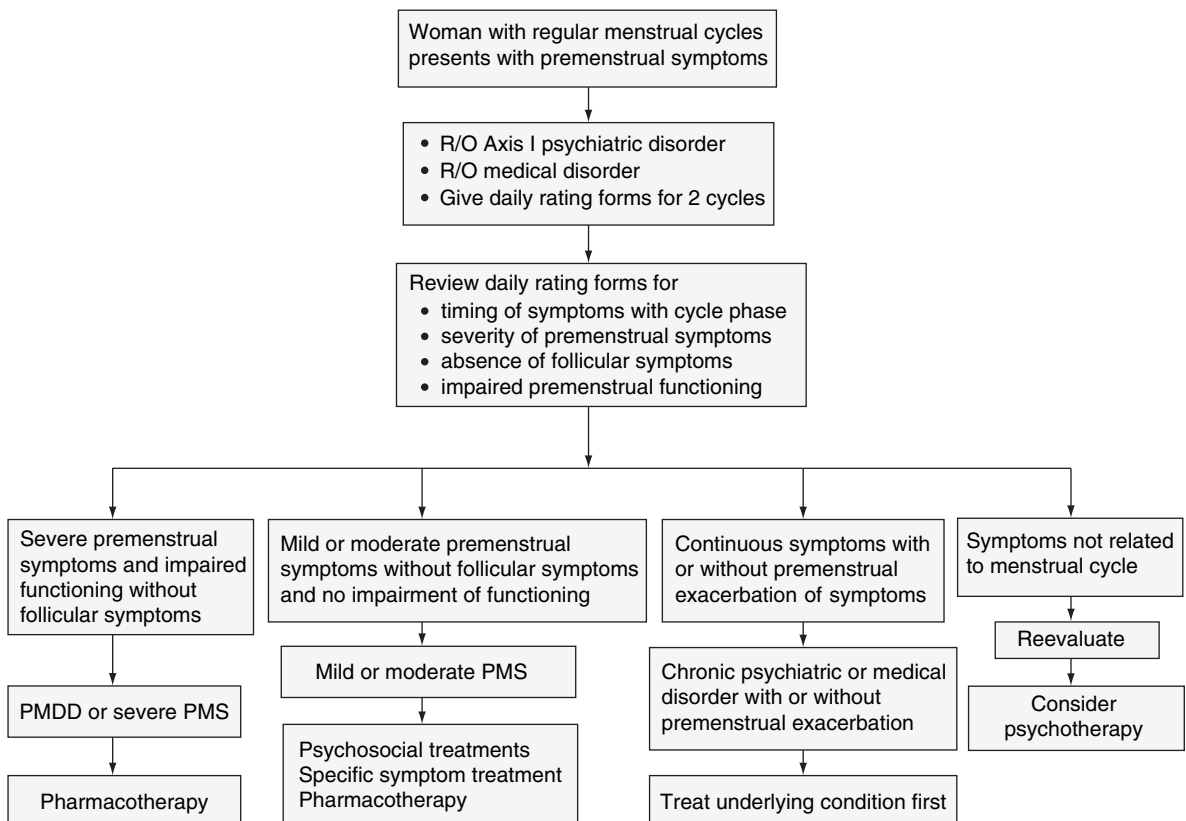 Woman with regular menstrual cycles
presents with premenstrual symptoms
• R/O Axis I psychiatric disorder
• R/O medical disorder
• Give daily rating forms for 2 cycles
Review daily rating forms for
• timing of symptoms with cycle phase
• severity of premenstrual symptoms
• absence of follicular symptoms
• impaired premenstrual functioning
Severe premenstrual
symptoms and impaired
functioning without
follicular symptoms
PMDD or severe PMS
Pharmacotherapy
Mild or moderate premenstrual
symptoms without follicular symptoms
and no impairment of functioning
Mild or moderate PMS
Psychosocial treatments
Specific symptom treatment
Pharmacotherapy
Continuous symptoms with
or without premenstrual
exacerbation of symptoms
Chronic psychiatric or medical
disorder with or without
premenstrual exacerbation
Treat underlying condition first
Symptoms not related
to menstrual cycle
Reevaluate
Consider
psychotherapy